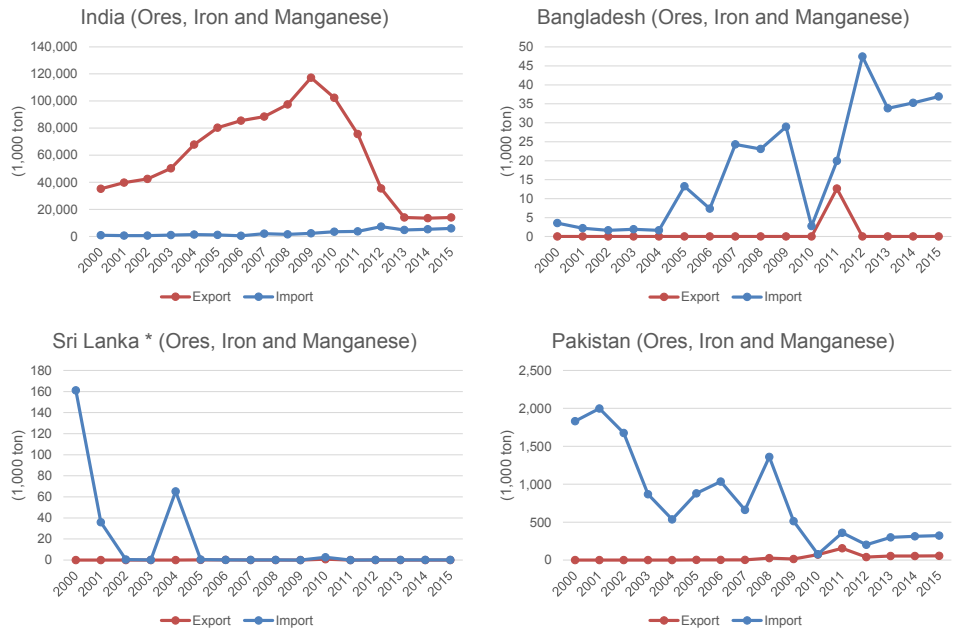 India (Ores, Iron and Manganese)
140,000
120,000
100,000
80,000
60,000
40,000
20,000
0
(1,000 ton)
2000 2001 2002 2003 2004 2005 2006 2007 2008 2009 2010 2011 2012 2013 2014 2015
Export Import
Bangladesh (Ores, Iron and Manganese)
50
45
40
35
30
25
20
15
10
5
0
(1,000 ton)
2000 2001 2002 2003 2004 2005 2006 2007 2008 2009 2010 2011 2012 2013 2014 2015
Export Import
Sri Lanka * (Ores, Iron and Manganese)
180
160
140
120
100
80
60
40
20
0
(1,000 ton)
2000 2001 2002 2003 2004 2005 2006 2007 2008 2009 2010 2011 2012 2013 2014 2015
Export Import
Pakistan (Ores, Iron and Manganese)
2,500
2,000
1,500
1,000
500
0
(1,000 ton)
2000 2001 2002 2003 2004 2005 2006 2007 2008 2009 2010 2011 2012 2013 2014 2015
Export Import